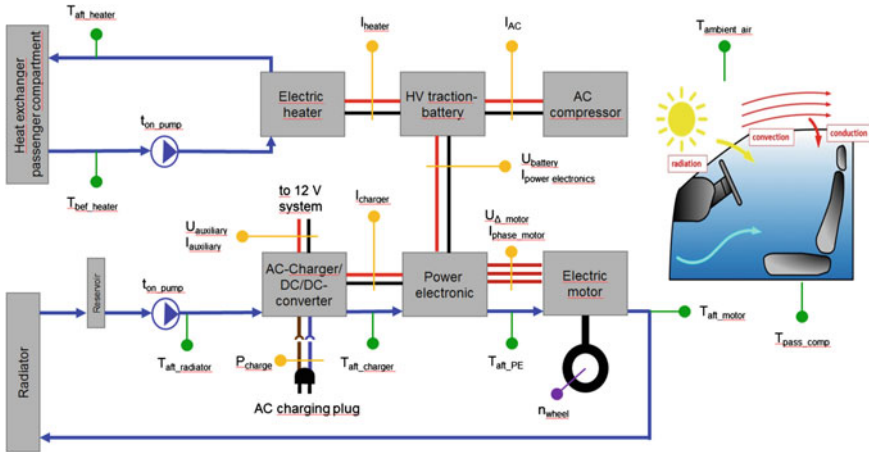 T_aft_heater
I_heater
I_AC
T_ambient_air
Heat exchanger
passenger compartment
Electric
heater
HV traction-
battery
AC
compressor
t_on_pump
radiation
convection
conduction
T_bef_heater
U_battery
I_power electronics
to 12 V
system
I_charger
U_auxiliary
I_auxiliary
U_Δ_motor
I_phase_motor
Reservoir
t_on_pump
AC-Charger/
DC/DC-
converter
Power
electronic
Electric
motor
Radiator
T_aft_radiator
P_charge
T_aft_charger
T_aft_PE
T_aft_motor
T_pass_comp
AC charging plug
n_wheel